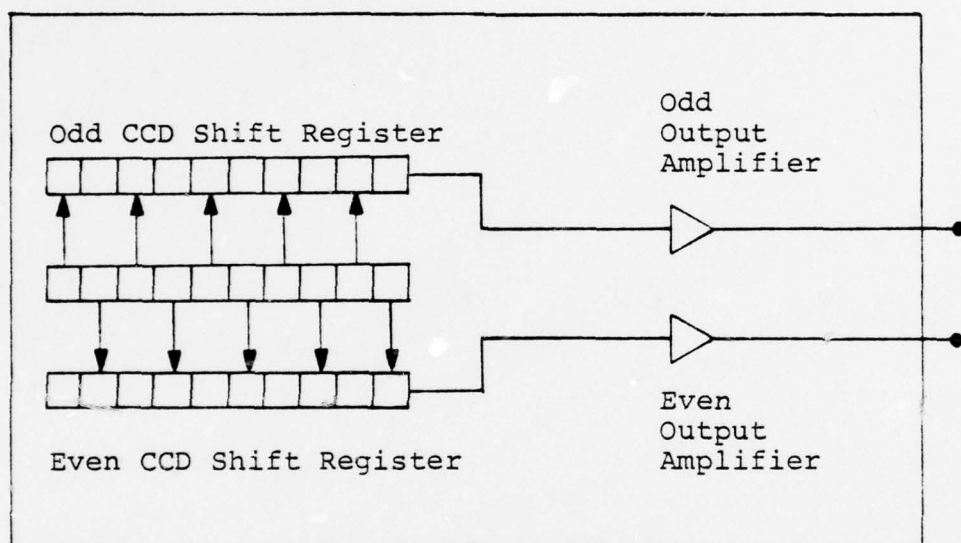 Odd CCD Shift Register
Odd
Output
Amplifier
Even CCD Shift Register
Even
Output
Amplifier